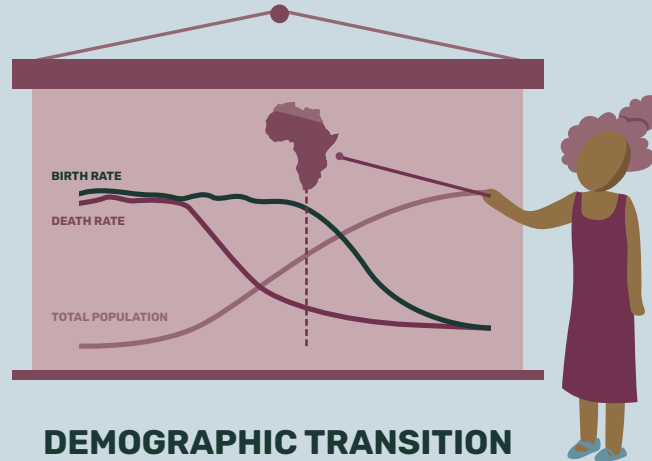 BIRTH RATE
DEATH RATE
TOTAL POPULATION
DEMOGRAPHIC TRANSITION